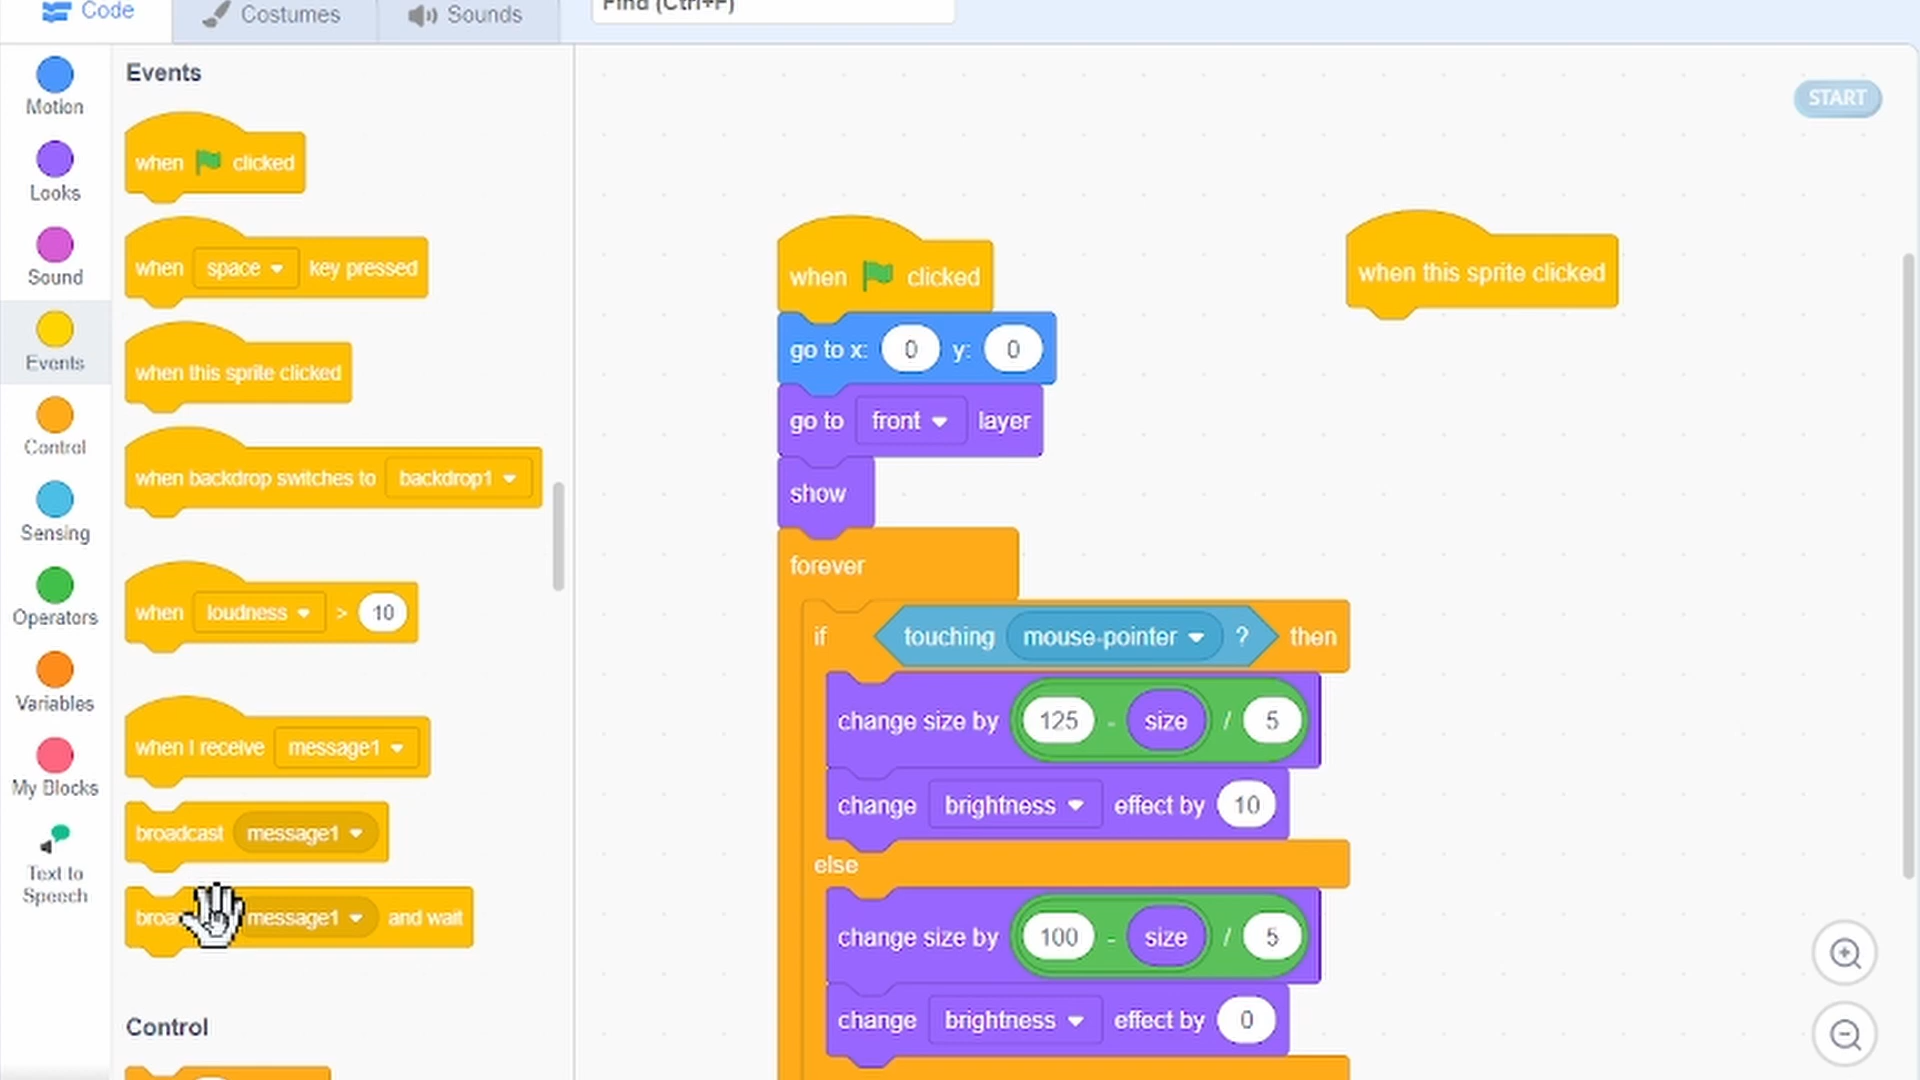 Code
Costumes
Sounds
Find (Ctrl+F)
Motion
Looks
Sound
Events
Control
Sensing
Operators
Variables
My Blocks
Text to
Speech
Events
when clicked
when space key pressed
when this sprite clicked
when backdrop switches to backdrop1
when loudness > 10
when I receive message1
broadcast message1
message1 and wait
Control
START
when clicked
go to x: 0 y: 0
go to front layer
show
forever
if touching mouse-pointer ? then
change size by 125 - size / 5
change brightness effect by 10
else
change size by 100 - size / 5
change brightness effect by 0
when this sprite clicked